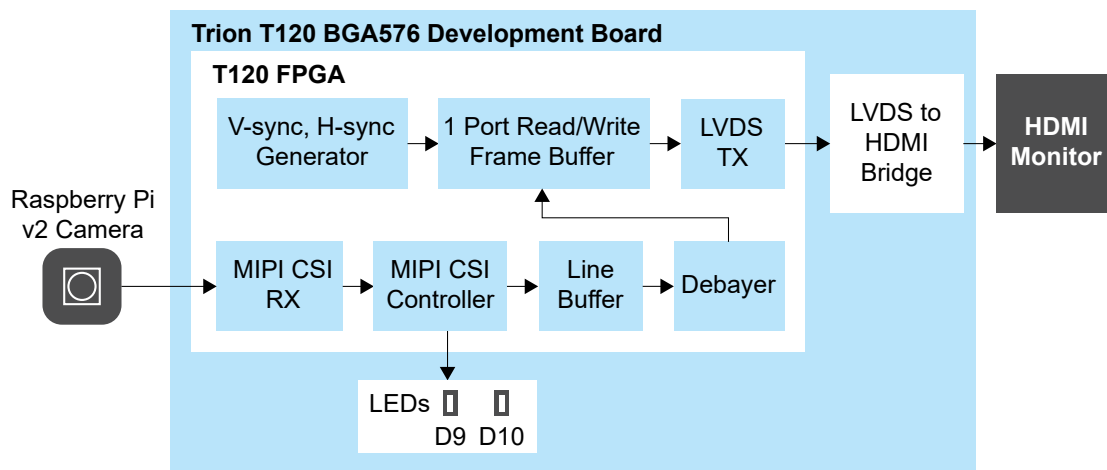 Trion T120 BGA576 Development Board
T120 FPGA
V-sync, H-sync
Generator
1 Port Read/Write
Frame Buffer
LVDS
TX
LVDS to
HDMI
Bridge
HDMI
Monitor
Raspberry Pi
v2 Camera
MIPI CSI
RX
MIPI CSI
Controller
Line
Buffer
Debayer
LEDs
D9 D10